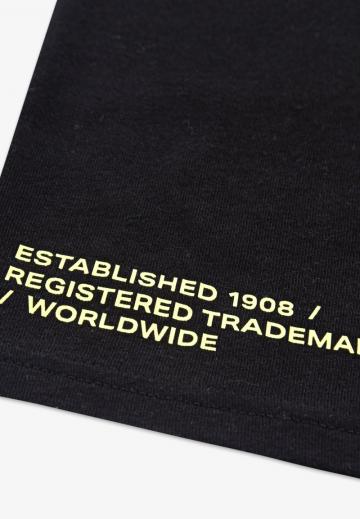 ESTABLISHED 1908 /
REGISTERED TRADEMA
/ WORLDWIDE